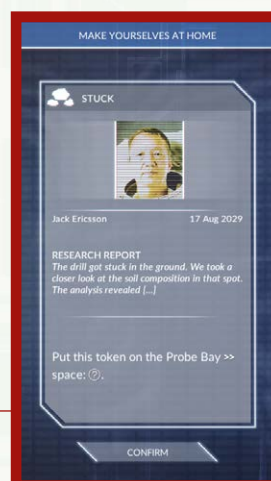 MAKE YOURSELVES AT HOME
STUCK
Jack Ericsson 17 Aug 2029
RESEARCH REPORT
The drill got stuck in the ground. We took a
closer look at the soil composition in that spot.
The analysis revealed [...]
Put this token on the Probe Bay >>
space: ?.
CONFIRM